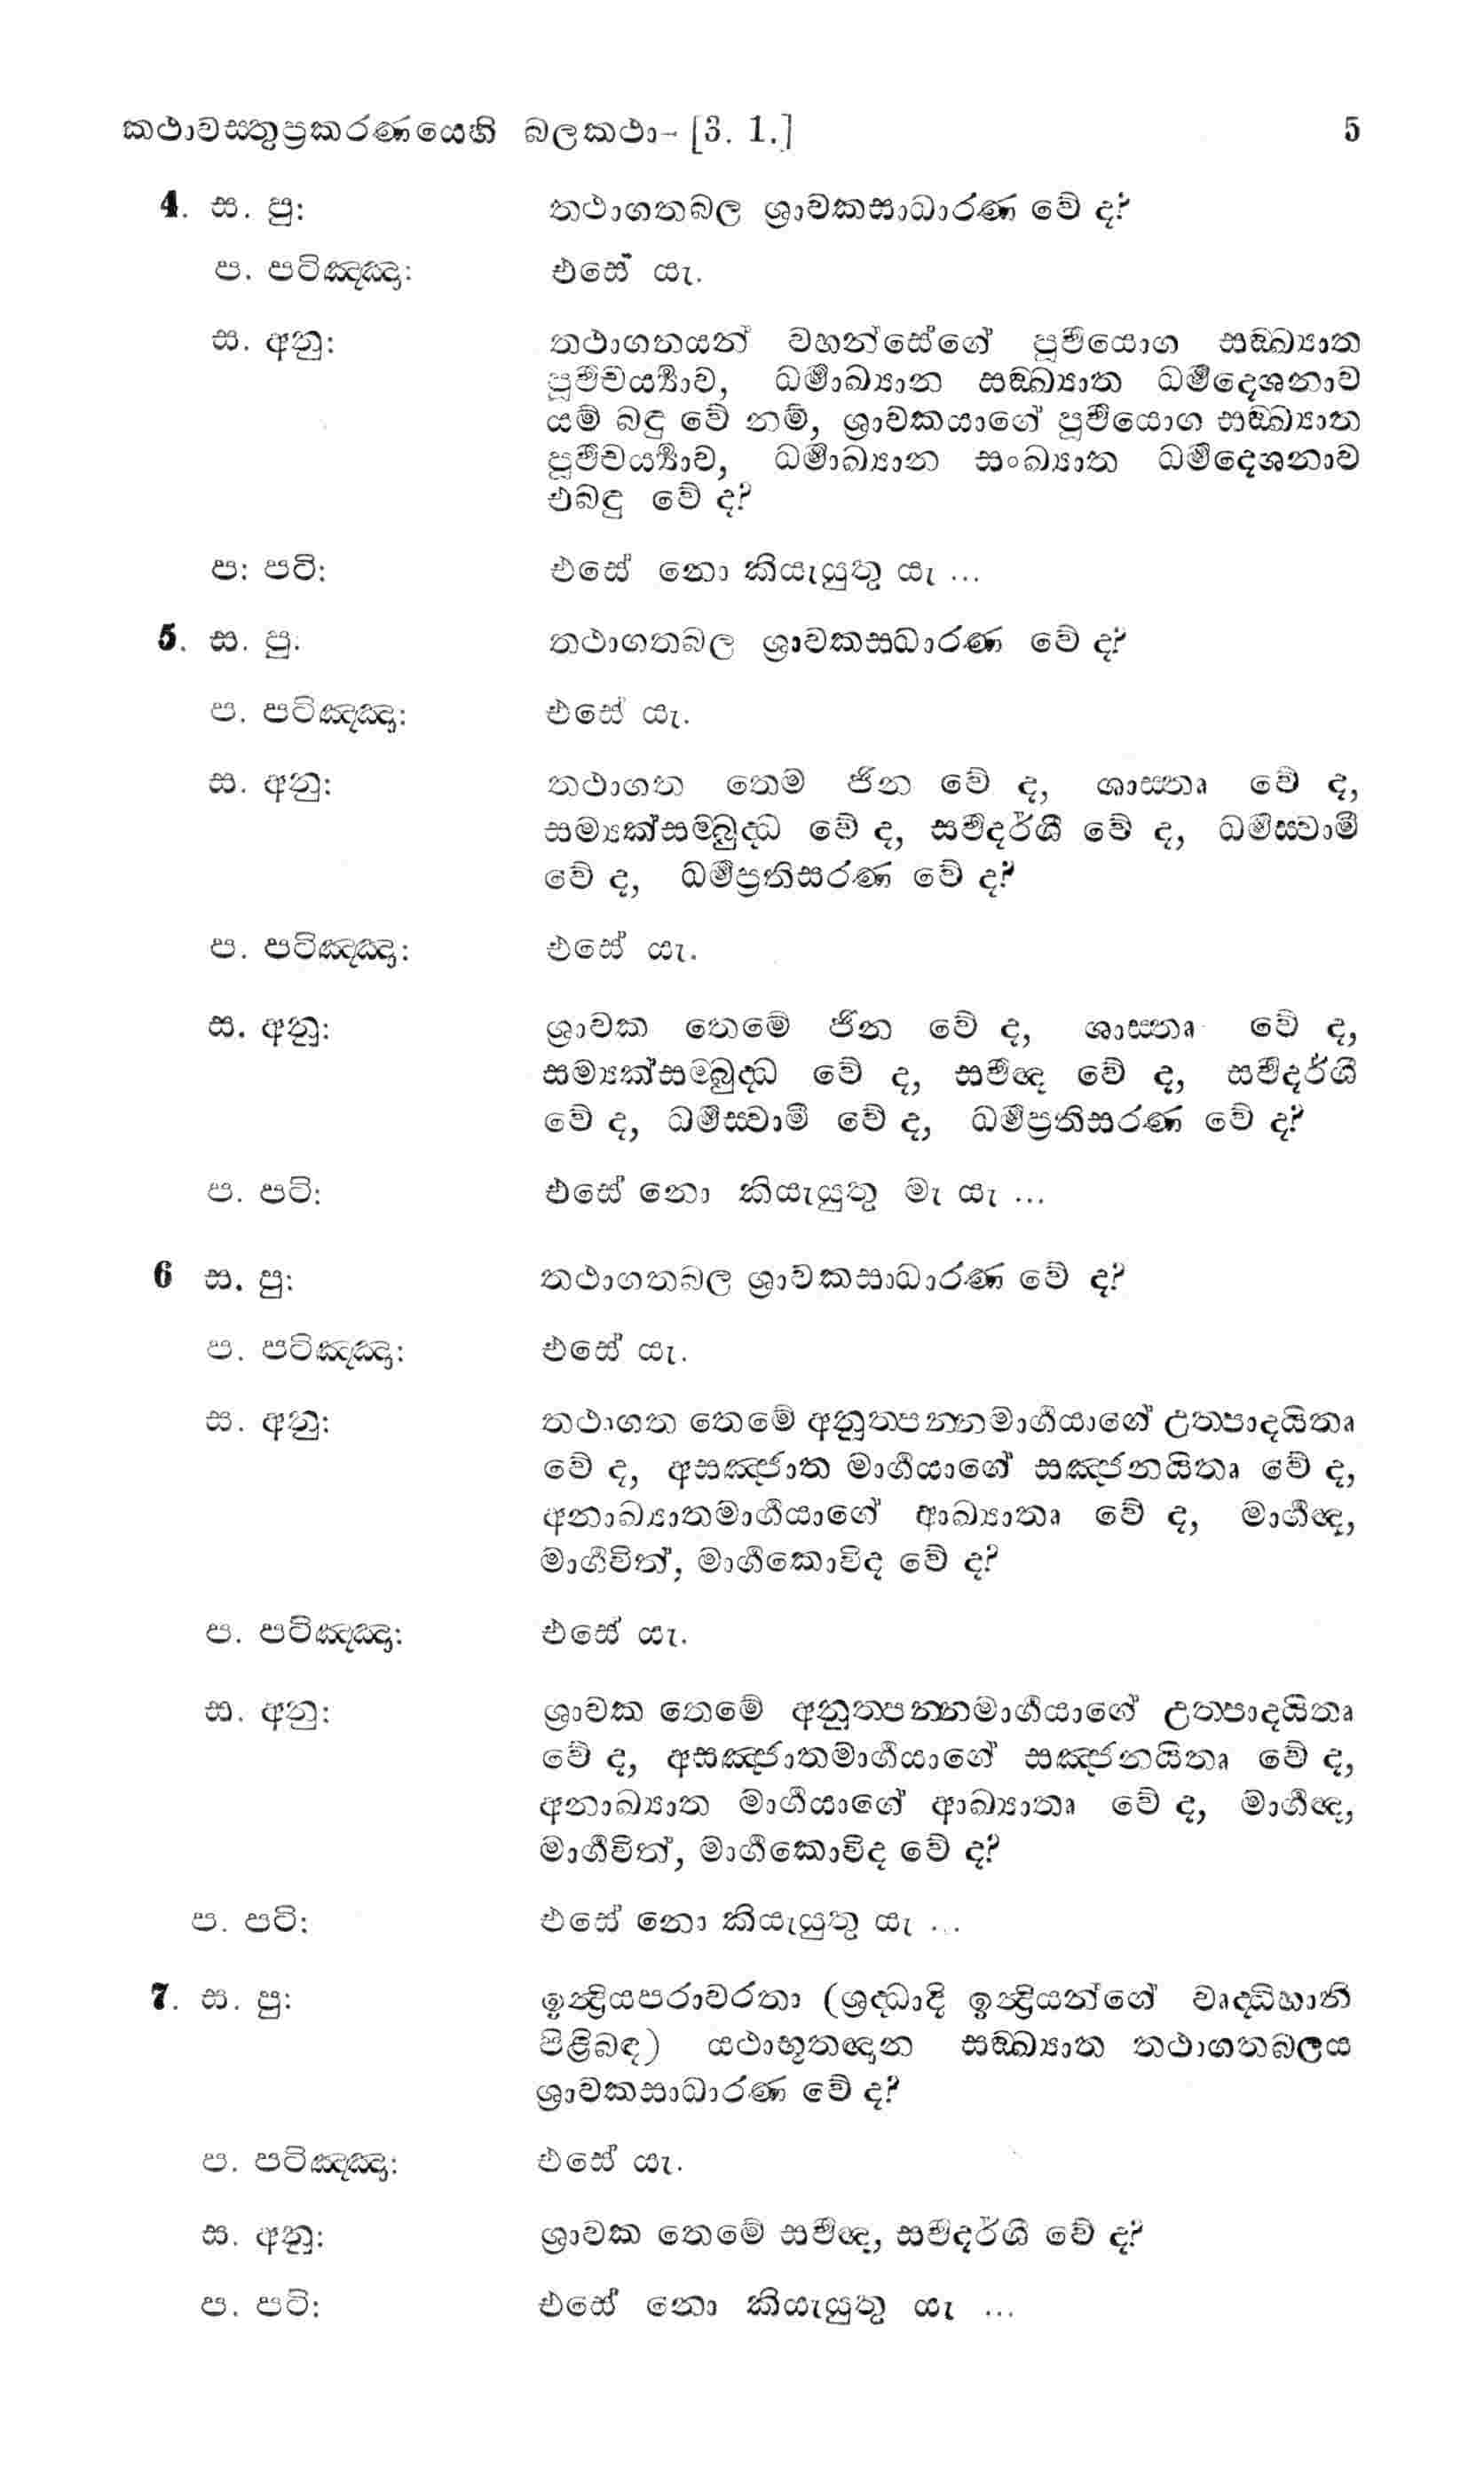 කථාවස්තුප්‍රකරණයෙහි බලකථා- [3. 1.] 5
4. ස. පු: තථාගතබල ශ්‍රාවකසාධාරණ වේ ද?
ප. පටිඤ්ඤා: එසේ යැ.
ස. අනු: තථාගතයන් වහන්සේගේ පූර්‍වයොග සඞ්ඛ්‍යාත
පූර්‍වචර්‍ය්‍යාව, ධර්‍මාඛ්‍යාන සඞ්ඛ්‍යාත ධර්‍මදෙශනාව
යම් බඳු වේ නම්, ශ්‍රාවකයාගේ පූර්‍වයොග සඞ්ඛ්‍යාත
පූර්‍වචර්‍ය්‍යාව, ධර්‍මාඛ්‍යාන සංඛ්‍යාත ධර්‍මදෙශනාව
එබඳු වේ ද?
ප: පටි: එසේ නො කියැයුතු යැ ...
5. ස. පු. තථාගතබල ශ්‍රාවකසධාරණ වේ ද?
ප. පටිඤ්ඤා: එසේ යැ.
ස. අනු: තථාගත තෙම ජින වේ ද, ශාස්තෘ වේ ද,
සම්‍යක්සම්බුද්ධ වේ ද, සර්‍වදර්ශී වේ ද, ධර්‍මස්වාමී
වේ ද, ධර්‍මප්‍රතිසරණ වේ ද?
ප. පටිඤ්ඤා: එසේ යැ.
ස. අනු: ශ්‍රාවක තෙමේ ජින වේ ද, ශාස්තෘ වේ ද,
සම්‍යක්සම්බුද්ධ වේ ද, සර්‍වඥ වේ ද, සර්‍වදර්ශී
වේ ද, ධර්‍මස්වාමී වේ ද, ධර්‍මප්‍රතිසරණ වේ ද?
ප. පටි: එසේ නො කියැයුතු මැ යැ ...
6 ස. පු: තථාගතබල ශ්‍රාවකසාධාරණ වේ ද?
ප. පටිඤ්ඤා: එසේ යැ.
ස. අනු: තථාගත තෙමේ අනුත්පන්නමාර්‍ගයාගේ උත්පාදයිතෘ
වේ ද, අසඤ්ජාත මාර්‍ගයාගේ සඤ්ජනයිතෘ වේ ද,
අනාඛ්‍යාතමාර්‍ගයාගේ ආඛ්‍යාතෘ වේ ද, මාර්‍ගඥ,
මාර්‍ගවිත්, මාර්‍ගකොවිද වේ ද?
ප. පටිඤ්ඤා: එසේ යැ.
ස. අනු: ශ්‍රාවක තෙමේ අනුත්පන්නමාර්‍ගයාගේ උත්පාදයිතෘ
වේ ද, අසඤ්ජාතමාර්‍ගයාගේ සඤ්ජනයිතෘ වේ ද,
අනාඛ්‍යාත මාර්‍ගයාගේ ආඛ්‍යාතෘ වේ ද, මාර්‍ගඥ,
මාර්‍ගවිත්, මාර්‍ගකොවිද වේ ද?
ප. පටි: එසේ නො කියැයුතු යැ ...
7. ස. පු: ඉන්ද්‍රියපරාවරතා (ශ්‍රද්ධාදි ඉන්ද්‍රියන්ගේ වෘද්ධිහානි
පිළිබඳ) යථාභූතඥාන සඞ්ඛ්‍යාත තථාගතබලය
ශ්‍රාවකසාධාරණ වේ ද?
ප. පටිඤ්ඤා: එසේ යැ.
ස. අනු: ශ්‍රාවක තෙමේ සර්‍වඥ, සර්‍වදර්ශී වේ ද?
ප. පටි: එසේ නො කියැයුතු යැ ...